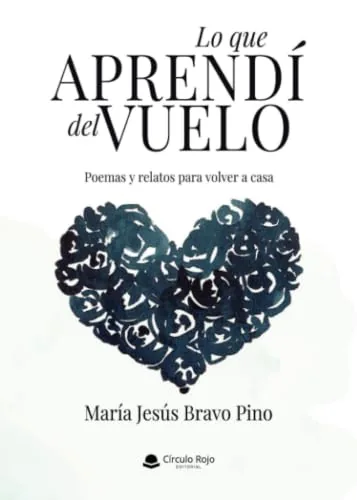 Lo que
APRENDÍ
del VUELO
Poemas y relatos para volver a casa
María Jesús Bravo Pino
Círculo Rojo
EDITORIAL